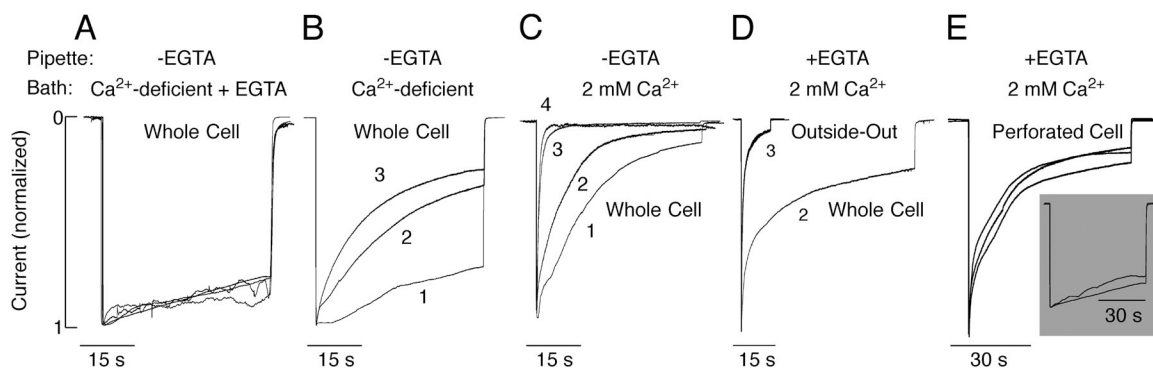 A B C D E
Pipette: -EGTA -EGTA -EGTA +EGTA +EGTA
Bath: Ca²⁺-deficient + EGTA Ca²⁺-deficient 2 mM Ca²⁺ 2 mM Ca²⁺ 2 mM Ca²⁺
0 Whole Cell Whole Cell 4 Outside-Out Perforated Cell
3 3 3
2 2
1 1 Whole Cell 2 Whole Cell
Current (normalized)
1
30 s
15 s 15 s 15 s 15 s 30 s